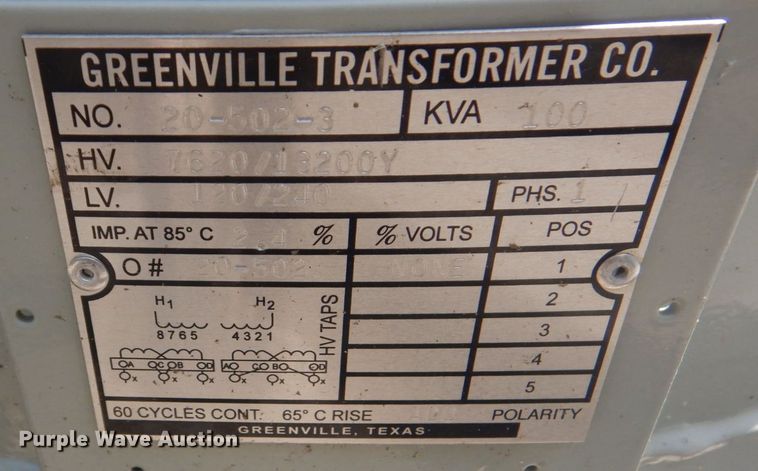 GREENVILLE TRANSFORMER CO.
NO. 20-502-3 KVA 100
HV. 7620/13200Y
LV. 120/240 PHS. 1
IMP. AT 85° C 2.4 % % VOLTS POS
O # 20-502 NONE 1
2
3
4
5
H1 H2
8765 4321
HV TAPS
A C B D A C B D
X X X X X X
60 CYCLES CONT. 65° C RISE POLARITY
GREENVILLE, TEXAS
Purple Wave Auction